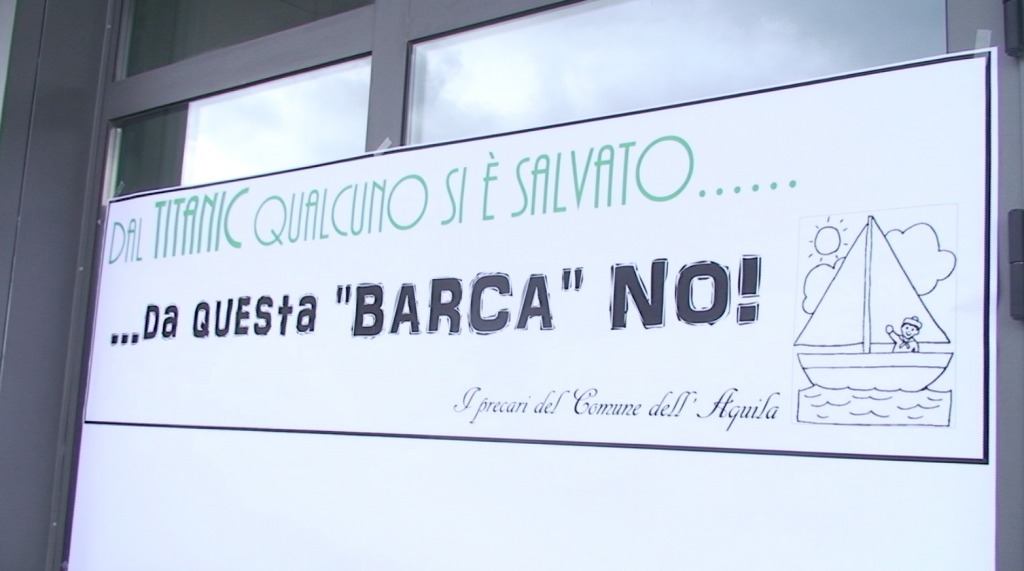 DAL TITANIC QUALCUNO SI È SALVATO......
...Da QUESta "BARCA" NO!
I precari del Comune dell' Aquila